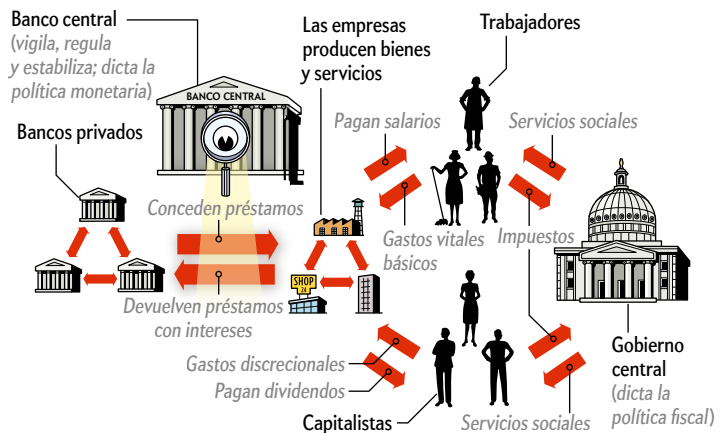 Banco central
(vigila, regula
y estabiliza; dicta la
política monetaria)
BANCO CENTRAL
Las empresas
producen bienes
y servicios
Trabajadores
Bancos privados
Pagan salarios
Servicios sociales
Conceden préstamos
Gastos vitales
básicos
Impuestos
SHOP
24
Devuelven préstamos
con intereses
Gastos discrecionales
Pagan dividendos
Capitalistas
Servicios sociales
Gobierno
central
(dicta la
política fiscal)